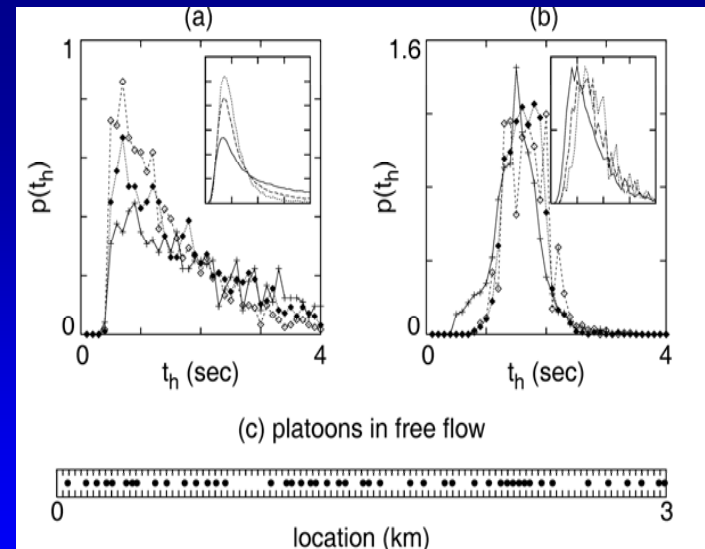 (a)
1
p(t_h)
0
0
4
t_h (sec)
(b)
1.6
p(t_h)
0
0
4
t_h (sec)
(c) platoons in free flow
0
3
location (km)